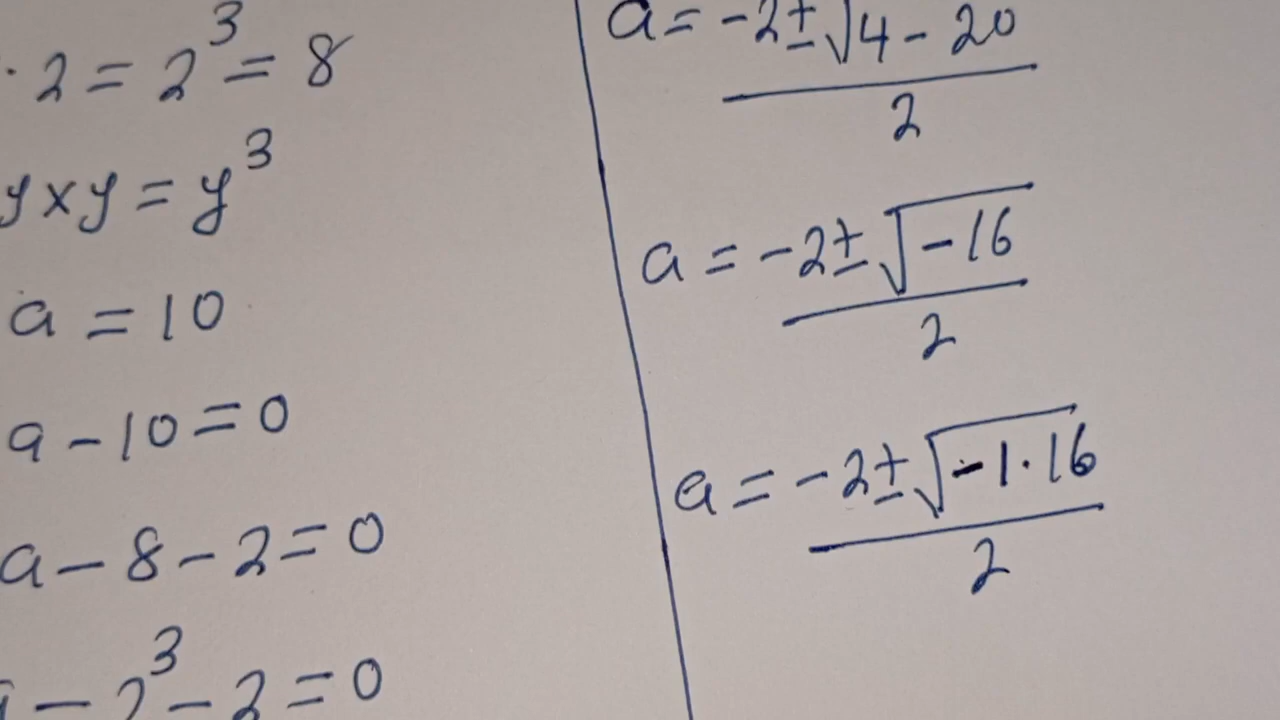 · 2 = 2³ = 8
y × y = y³
a = 10
a - 10 = 0
a - 8 - 2 = 0
- 2³ - 2 = 0
a = -2 ± √4 - 20 / 2
a = -2 ± √-16 / 2
a = -2 ± √-1 · 16 / 2